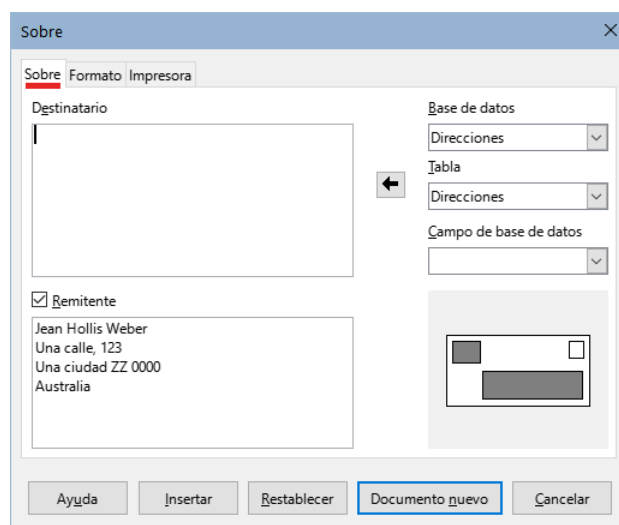 Sobre
Sobre Formato Impresora
Destinatario
Base de datos
Direcciones
Tabla
Direcciones
Campo de base de datos
Remitente
Jean Hollis Weber
Una calle, 123
Una ciudad ZZ 0000
Australia
Ayuda Insertar Restablecer Documento nuevo Cancelar